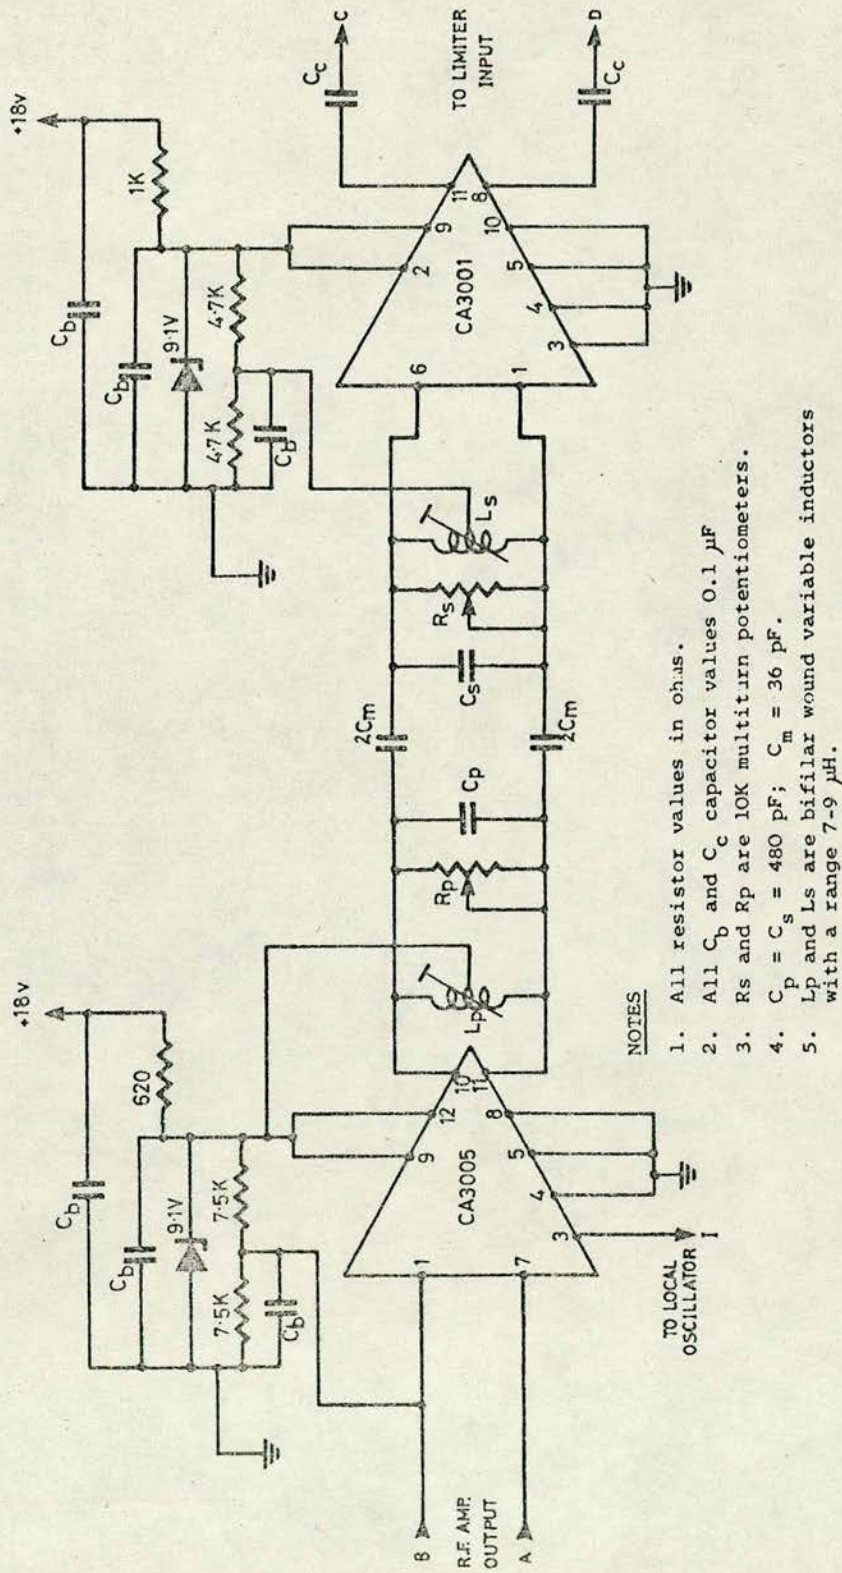 +18v
Cb
620
Cb
9·1V
7·5K
7·5K
Cb
B
R.F. AMP.
OUTPUT
A
1
7
9
12
CA3005
10
11
3
4
5
8
TO LOCAL
OSCILLATOR
I
Lp
Rp
Cp
2Cm
2Cm
Cs
Rs
Ls
+18v
Cb
1K
Cb
9·1V
4·7K
4·7K
Cb
6
1
2
9
CA3001
11
8
3
4
5
10
Cc
C
TO LIMITER
INPUT
Cc
D
NOTES
1. All resistor values in ohms.
2. All Cb and Cc capacitor values 0.1 μF
3. Rs and Rp are 10K multiturn potentiometers.
4. Cp = Cs = 480 pF; Cm = 36 pF.
5. Lp and Ls are bifilar wound variable inductors
with a range 7-9 μH.